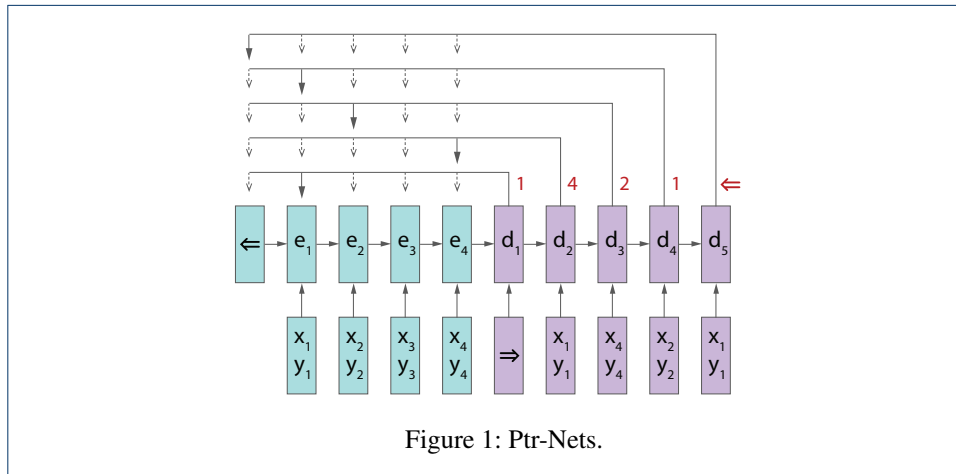 1 4 2 1 ⇐
⇐ e₁ e₂ e₃ e₄ d₁ d₂ d₃ d₄ d₅
x₁ x₂ x₃ x₄ ⇒ x₁ x₄ x₂ x₁
y₁ y₂ y₃ y₄ y₁ y₄ y₂ y₁
Figure 1: Ptr-Nets.